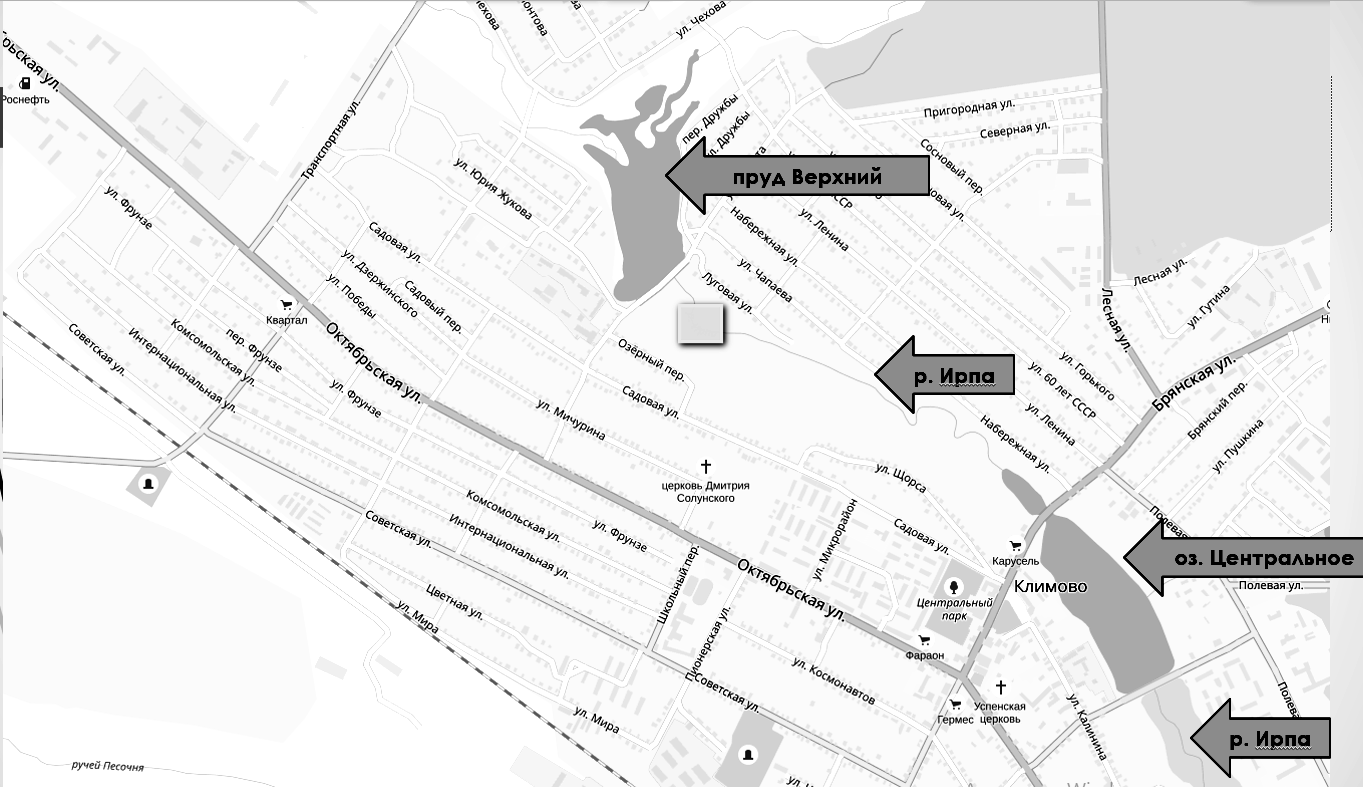 ул. Чехова
Роснефть
Транспортная ул.
пер. Дружбы
Пригородная ул.
Северная ул.
Сосновый пер.
ул. Фрунзе
ул. Юрия Жукова
пруд Верхний
Садовая ул.
ул. Дзержинского
ул. Победы
Садовый пер.
Набережная ул.
ул. Ленина
ул. Чапаева
Луговая ул.
Лесная ул.
ул. Гутина
Лесная ул.
Квартал
Октябрьская ул.
Советская ул.
Интернациональная ул.
Комсомольская ул.
пер. Фрунзе
ул. Фрунзе
Озёрный пер.
Садовая ул.
ул. Мичурина
р. Ирпа
ул. Горького
ул. 60 лет СССР
ул. Ленина
Набережная ул.
Брянская ул.
Брянский пер.
ул. Пушкина
церковь Дмитрия
Солунского
ул. Щорса
Садовая ул.
ул. Микрорайон
Комсомольская ул.
Интернациональная ул.
Советская ул.
ул. Фрунзе
Октябрьская ул.
Школьный пер.
Пионерская ул.
Карусель
Климово
Центральный
парк
оз. Центральное
Полевая ул.
Цветная ул.
ул. Мира
Фараон
ул. Космонавтов
Советская ул.
ул. Мира
Гермес
Успенская
церковь
ул. Калинина
р. Ирпа
ручей Песочня